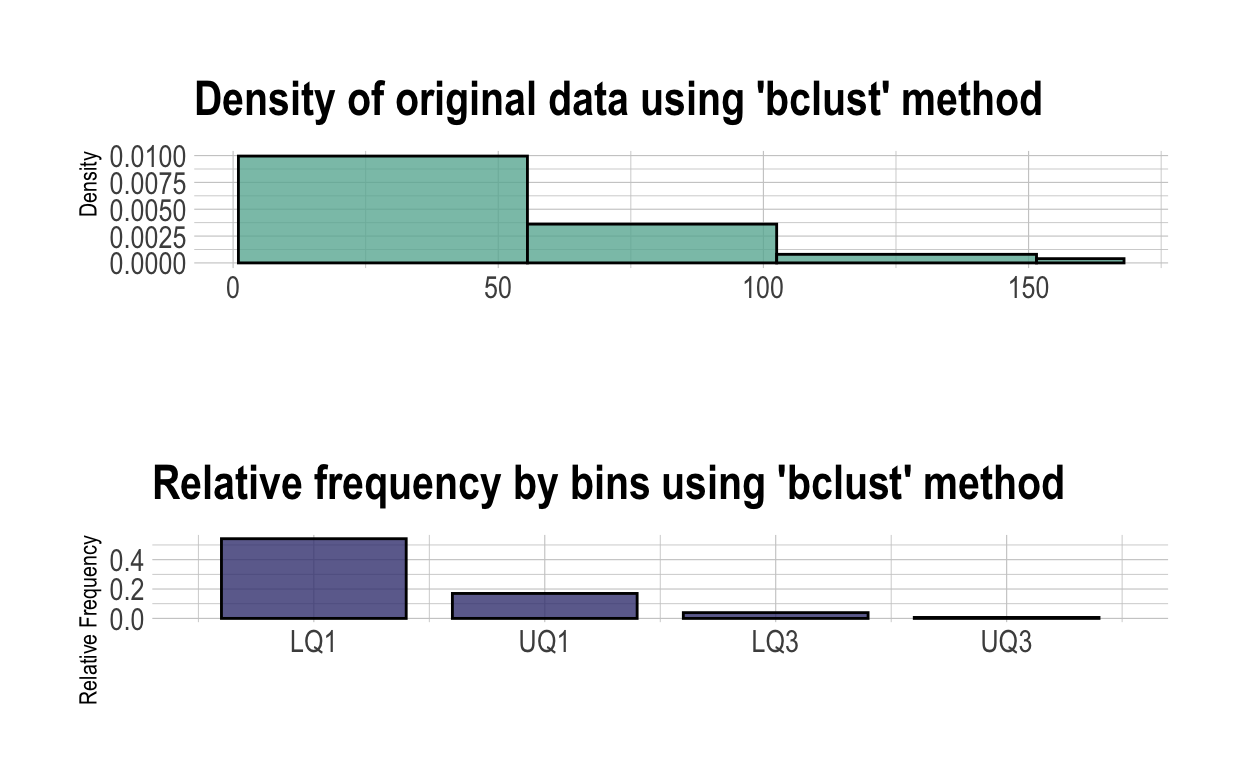 Density of original data using 'bclust' method
Density
0.0100
0.0075
0.0050
0.0025
0.0000
0 50 100 150
Relative frequency by bins using 'bclust' method
Relative Frequency
0.4
0.2
0.0
LQ1 UQ1 LQ3 UQ3